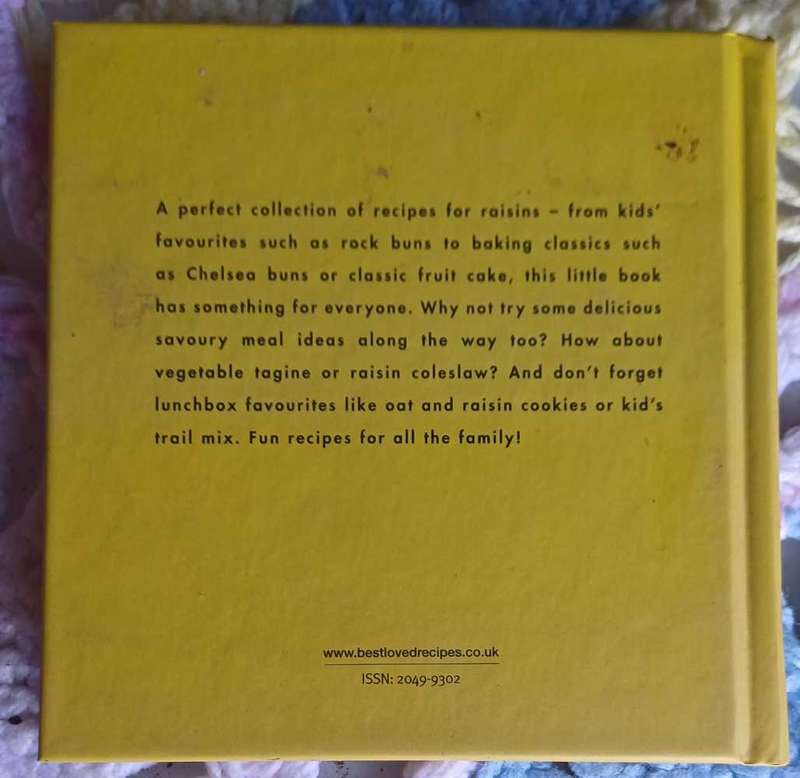 A perfect collection of recipes for raisins – from kids'
favourites such as rock buns to baking classics such
as Chelsea buns or classic fruit cake, this little book
has something for everyone. Why not try some delicious
savoury meal ideas along the way too? How about
vegetable tagine or raisin coleslaw? And don't forget
lunchbox favourites like oat and raisin cookies or kid's
trail mix. Fun recipes for all the family!
www.bestlovedrecipes.co.uk
ISSN: 2049-9302